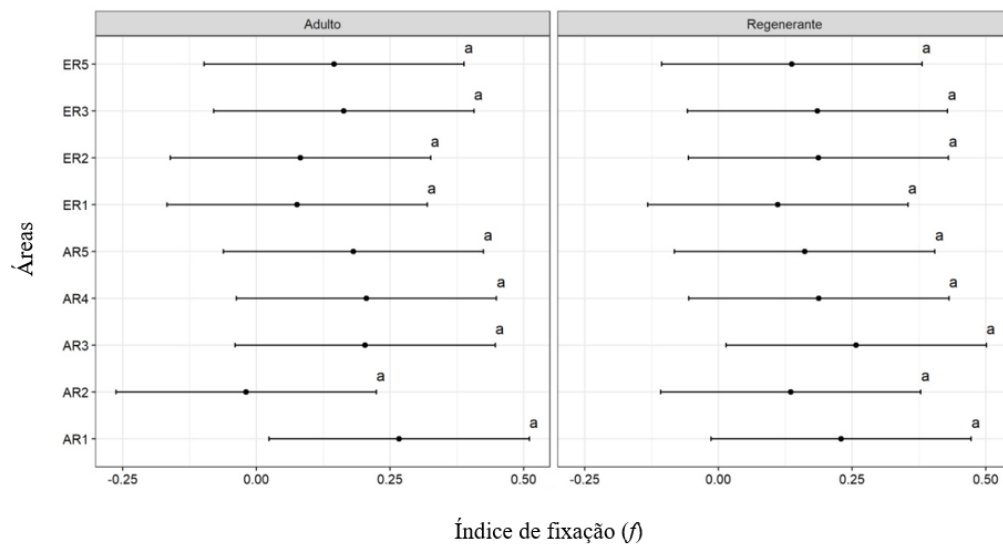 Adulto
Regenerante
a
a
ER5
a
a
ER3
a
a
ER2
a
a
ER1
a
a
AR5
a
a
AR4
a
a
AR3
a
a
AR2
a
a
AR1
Áreas
-0.25 0.00 0.25 0.50
-0.25 0.00 0.25 0.50
Índice de fixação (f)